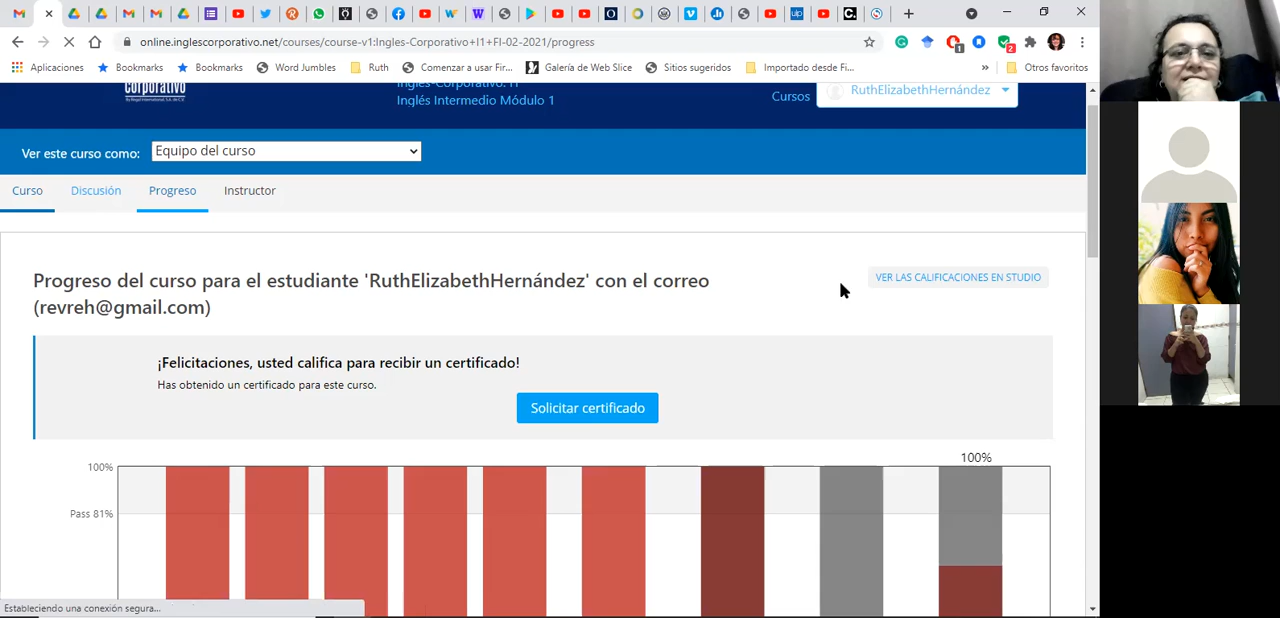 online.inglescorporativo.net/courses/course-v1:Ingles-Corporativo+I1+FI-02-2021/progress
Aplicaciones
Bookmarks
Bookmarks
Word Jumbles
Ruth
Comenzar a usar Fir...
Galería de Web Slice
Sitios sugeridos
Importado desde Fi...
»
Otros favoritos
Inglés Intermedio Módulo 1
Cursos
RuthElizabethHernández
Ver este curso como:
Equipo del curso
Curso
Discusión
Progreso
Instructor
Progreso del curso para el estudiante 'RuthElizabethHernández' con el correo
(revreh@gmail.com)
VER LAS CALIFICACIONES EN STUDIO
¡Felicitaciones, usted califica para recibir un certificado!
Has obtenido un certificado para este curso.
Solicitar certificado
100%
100%
Pass 81%
Estableciendo una conexión segura...